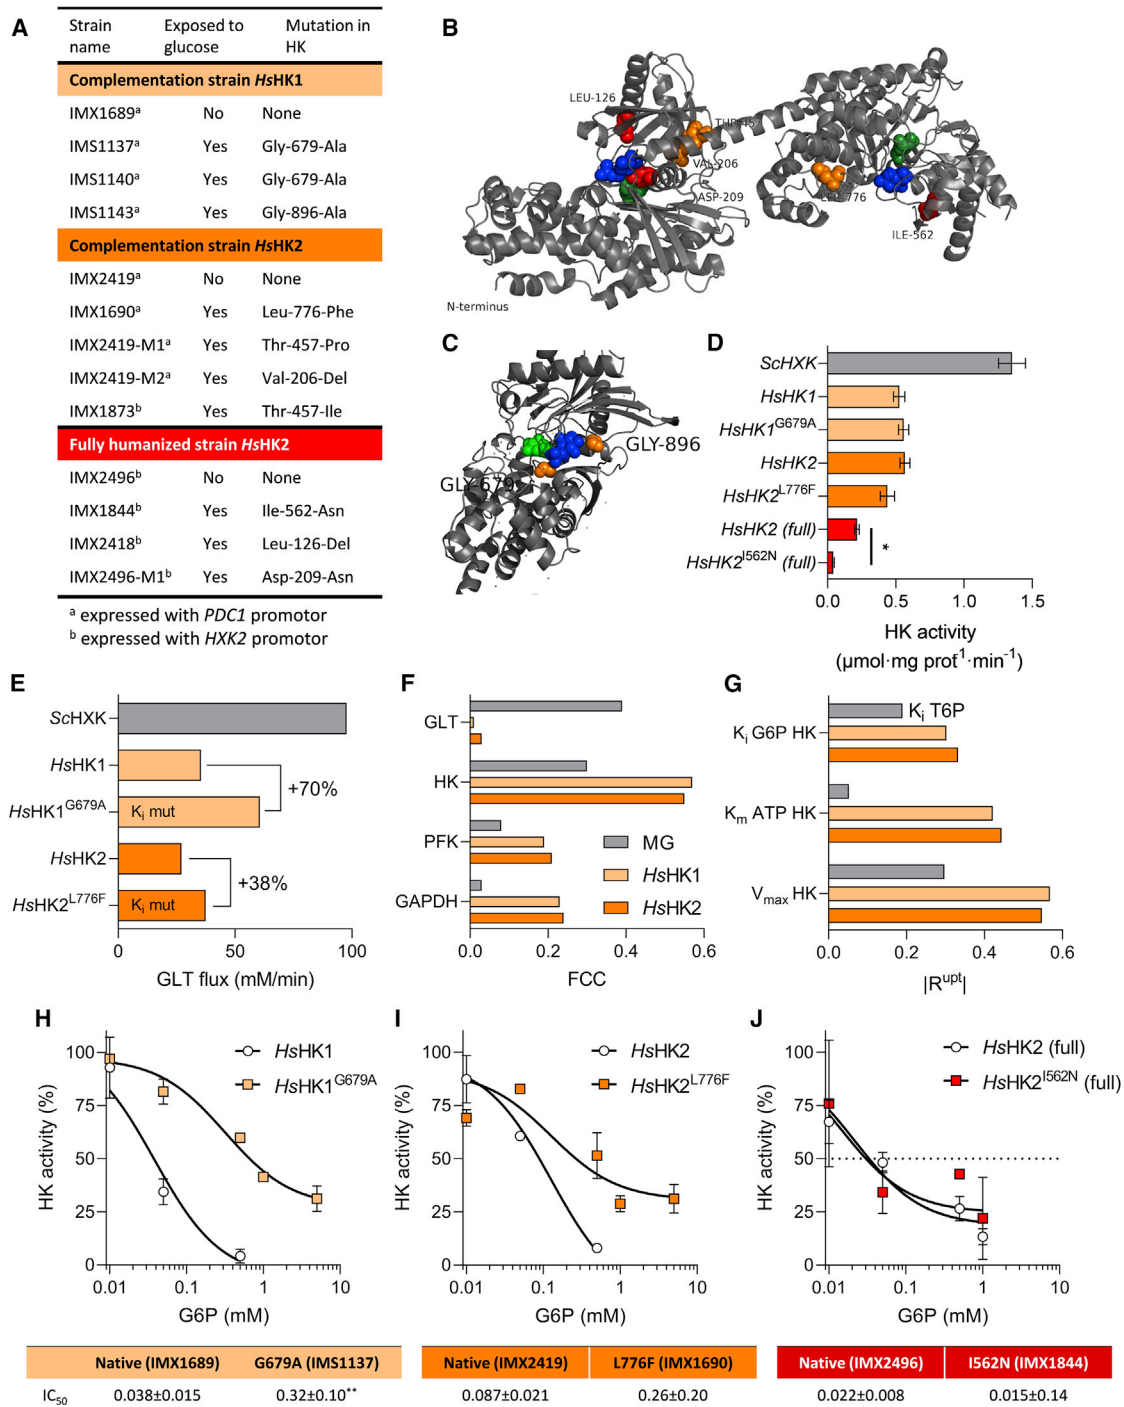 A
Strain name Exposed to glucose Mutation in HK
Complementation strain HsHK1
IMX1689a No None
IMS1137a Yes Gly-679-Ala
IMS1140a Yes Gly-679-Ala
IMS1143a Yes Gly-896-Ala
Complementation strain HsHK2
IMX2419a No None
IMX1690a Yes Leu-776-Phe
IMX2419-M1a Yes Thr-457-Pro
IMX2419-M2a Yes Val-206-Del
IMX1873b Yes Thr-457-Ile
Fully humanized strain HsHK2
IMX2496b No None
IMX1844b Yes Ile-562-Asn
IMX2418b Yes Leu-126-Del
IMX2496-M1b Yes Asp-209-Asn
a expressed with PDC1 promotor
b expressed with HXK2 promotor
B
LEU-126
VAL-206
ASP-209
ILE-562
N-terminus
C
GLY-896
GLY-679
D
ScHXK
HsHK1
HsHK1G679A
HsHK2
HsHK2L776F
HsHK2 (full)
HsHK2I562N (full)
*
0.0 0.5 1.0 1.5
HK activity
(µmol·mg prot1·min-1)
E
ScHXK
HsHK1
HsHK1G679A
HsHK2
HsHK2L776F
Ki mut
Ki mut
+70%
+38%
0 50 100
GLT flux (mM/min)
F
GLT
HK
PFK
GAPDH
MG
HsHK1
HsHK2
0.0 0.2 0.4 0.6
FCC
G
Ki T6P
Ki G6P HK
Km ATP HK
Vmax HK
0.0 0.2 0.4 0.6
|Rupt|
H
HsHK1
HsHK1G679A
HK activity (%)
100
75
50
25
0
0.01 0.1 1 10
G6P (mM)
I
HsHK2
HsHK2L776F
HK activity (%)
100
75
50
25
0
0.01 0.1 1 10
G6P (mM)
J
HsHK2 (full)
HsHK2I562N (full)
HK activity (%)
100
75
50
25
0
0.01 0.1 1 10
G6P (mM)
Native (IMX1689) G679A (IMS1137)
IC50 0.038±0.015 0.32±0.10**
Native (IMX2419) L776F (IMX1690)
0.087±0.021 0.26±0.20
Native (IMX2496) I562N (IMX1844)
0.022±0.008 0.015±0.14